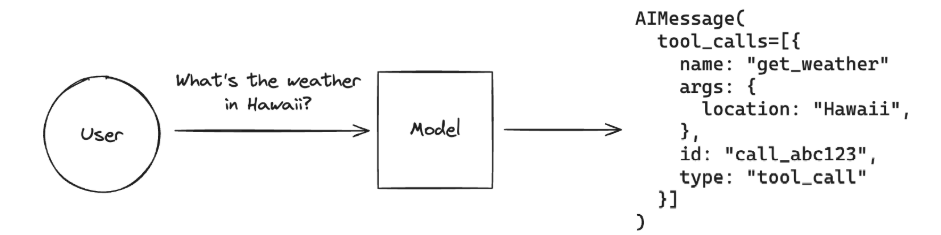 User
What's the weather
in Hawaii?
Model
AIMessage(
  tool_calls=[{
    name: "get_weather"
    args: {
      location: "Hawaii",
    },
    id: "call_abc123",
    type: "tool_call"
  }]
)